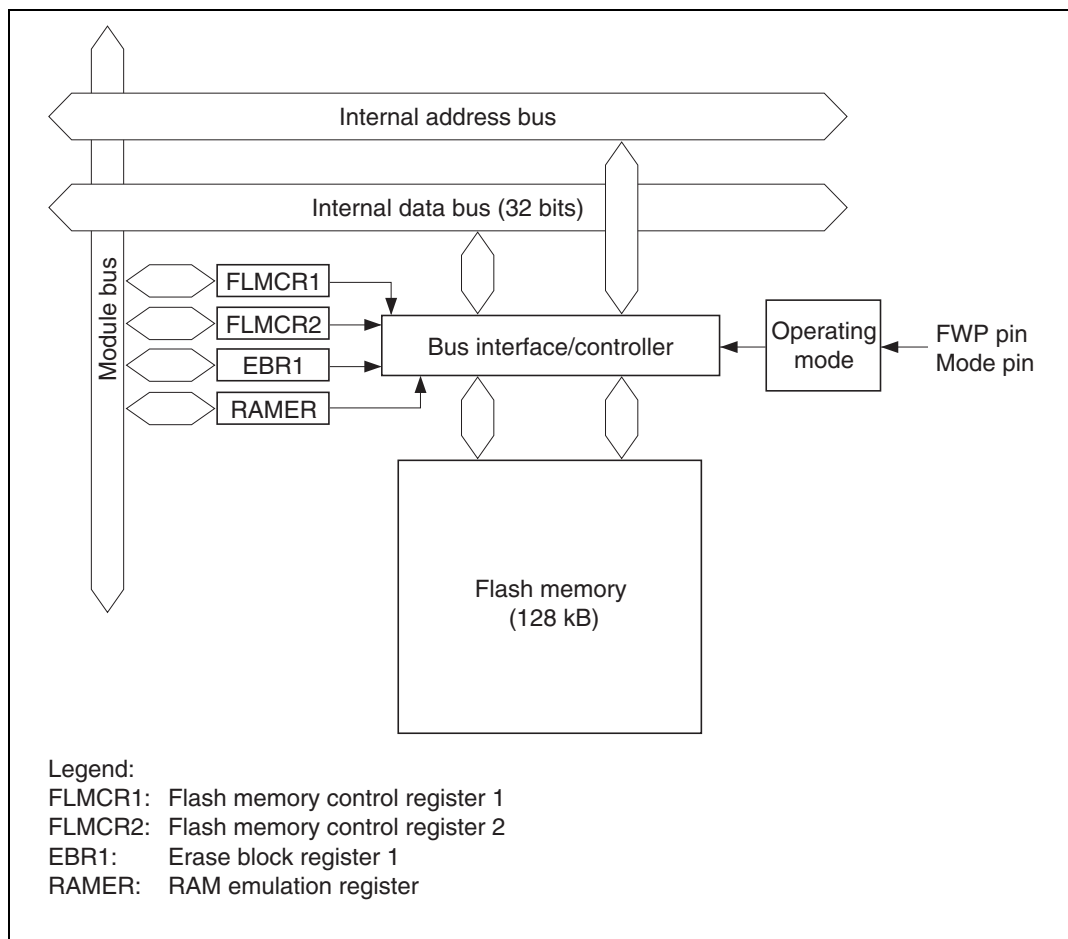 Internal address bus
Internal data bus (32 bits)
Module bus
FLMCR1
FLMCR2
EBR1
RAMER
Bus interface/controller
Operating
mode
FWP pin
Mode pin
Flash memory
(128 kB)
Legend:
FLMCR1: Flash memory control register 1
FLMCR2: Flash memory control register 2
EBR1: Erase block register 1
RAMER: RAM emulation register